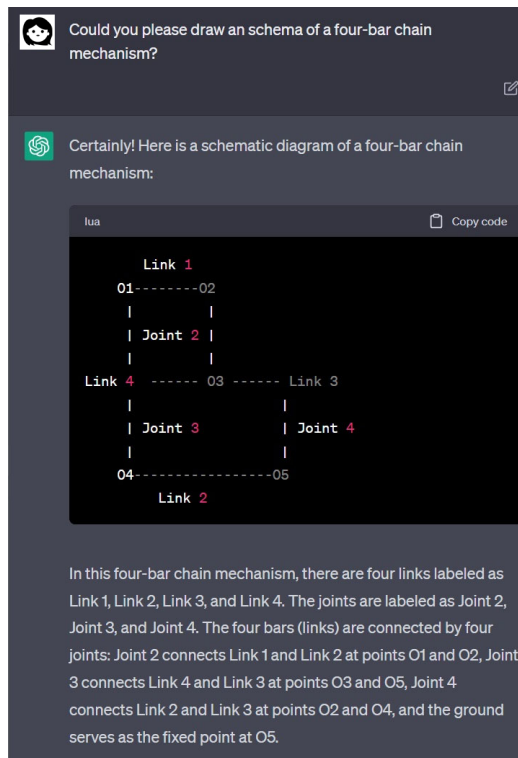 Could you please draw an schema of a four-bar chain
mechanism?
Certainly! Here is a schematic diagram of a four-bar chain
mechanism:
lua
Copy code
Link 1
O1--------O2
|         |
| Joint 2 |
|         |
Link 4  ------ O3 ------ Link 3
|                   |
| Joint 3           | Joint 4
|                   |
O4-----------------O5
Link 2
In this four-bar chain mechanism, there are four links labeled as
Link 1, Link 2, Link 3, and Link 4. The joints are labeled as Joint 2,
Joint 3, and Joint 4. The four bars (links) are connected by four
joints: Joint 2 connects Link 1 and Link 2 at points O1 and O2, Joint
3 connects Link 4 and Link 3 at points O3 and O5, Joint 4
connects Link 2 and Link 3 at points O2 and O4, and the ground
serves as the fixed point at O5.